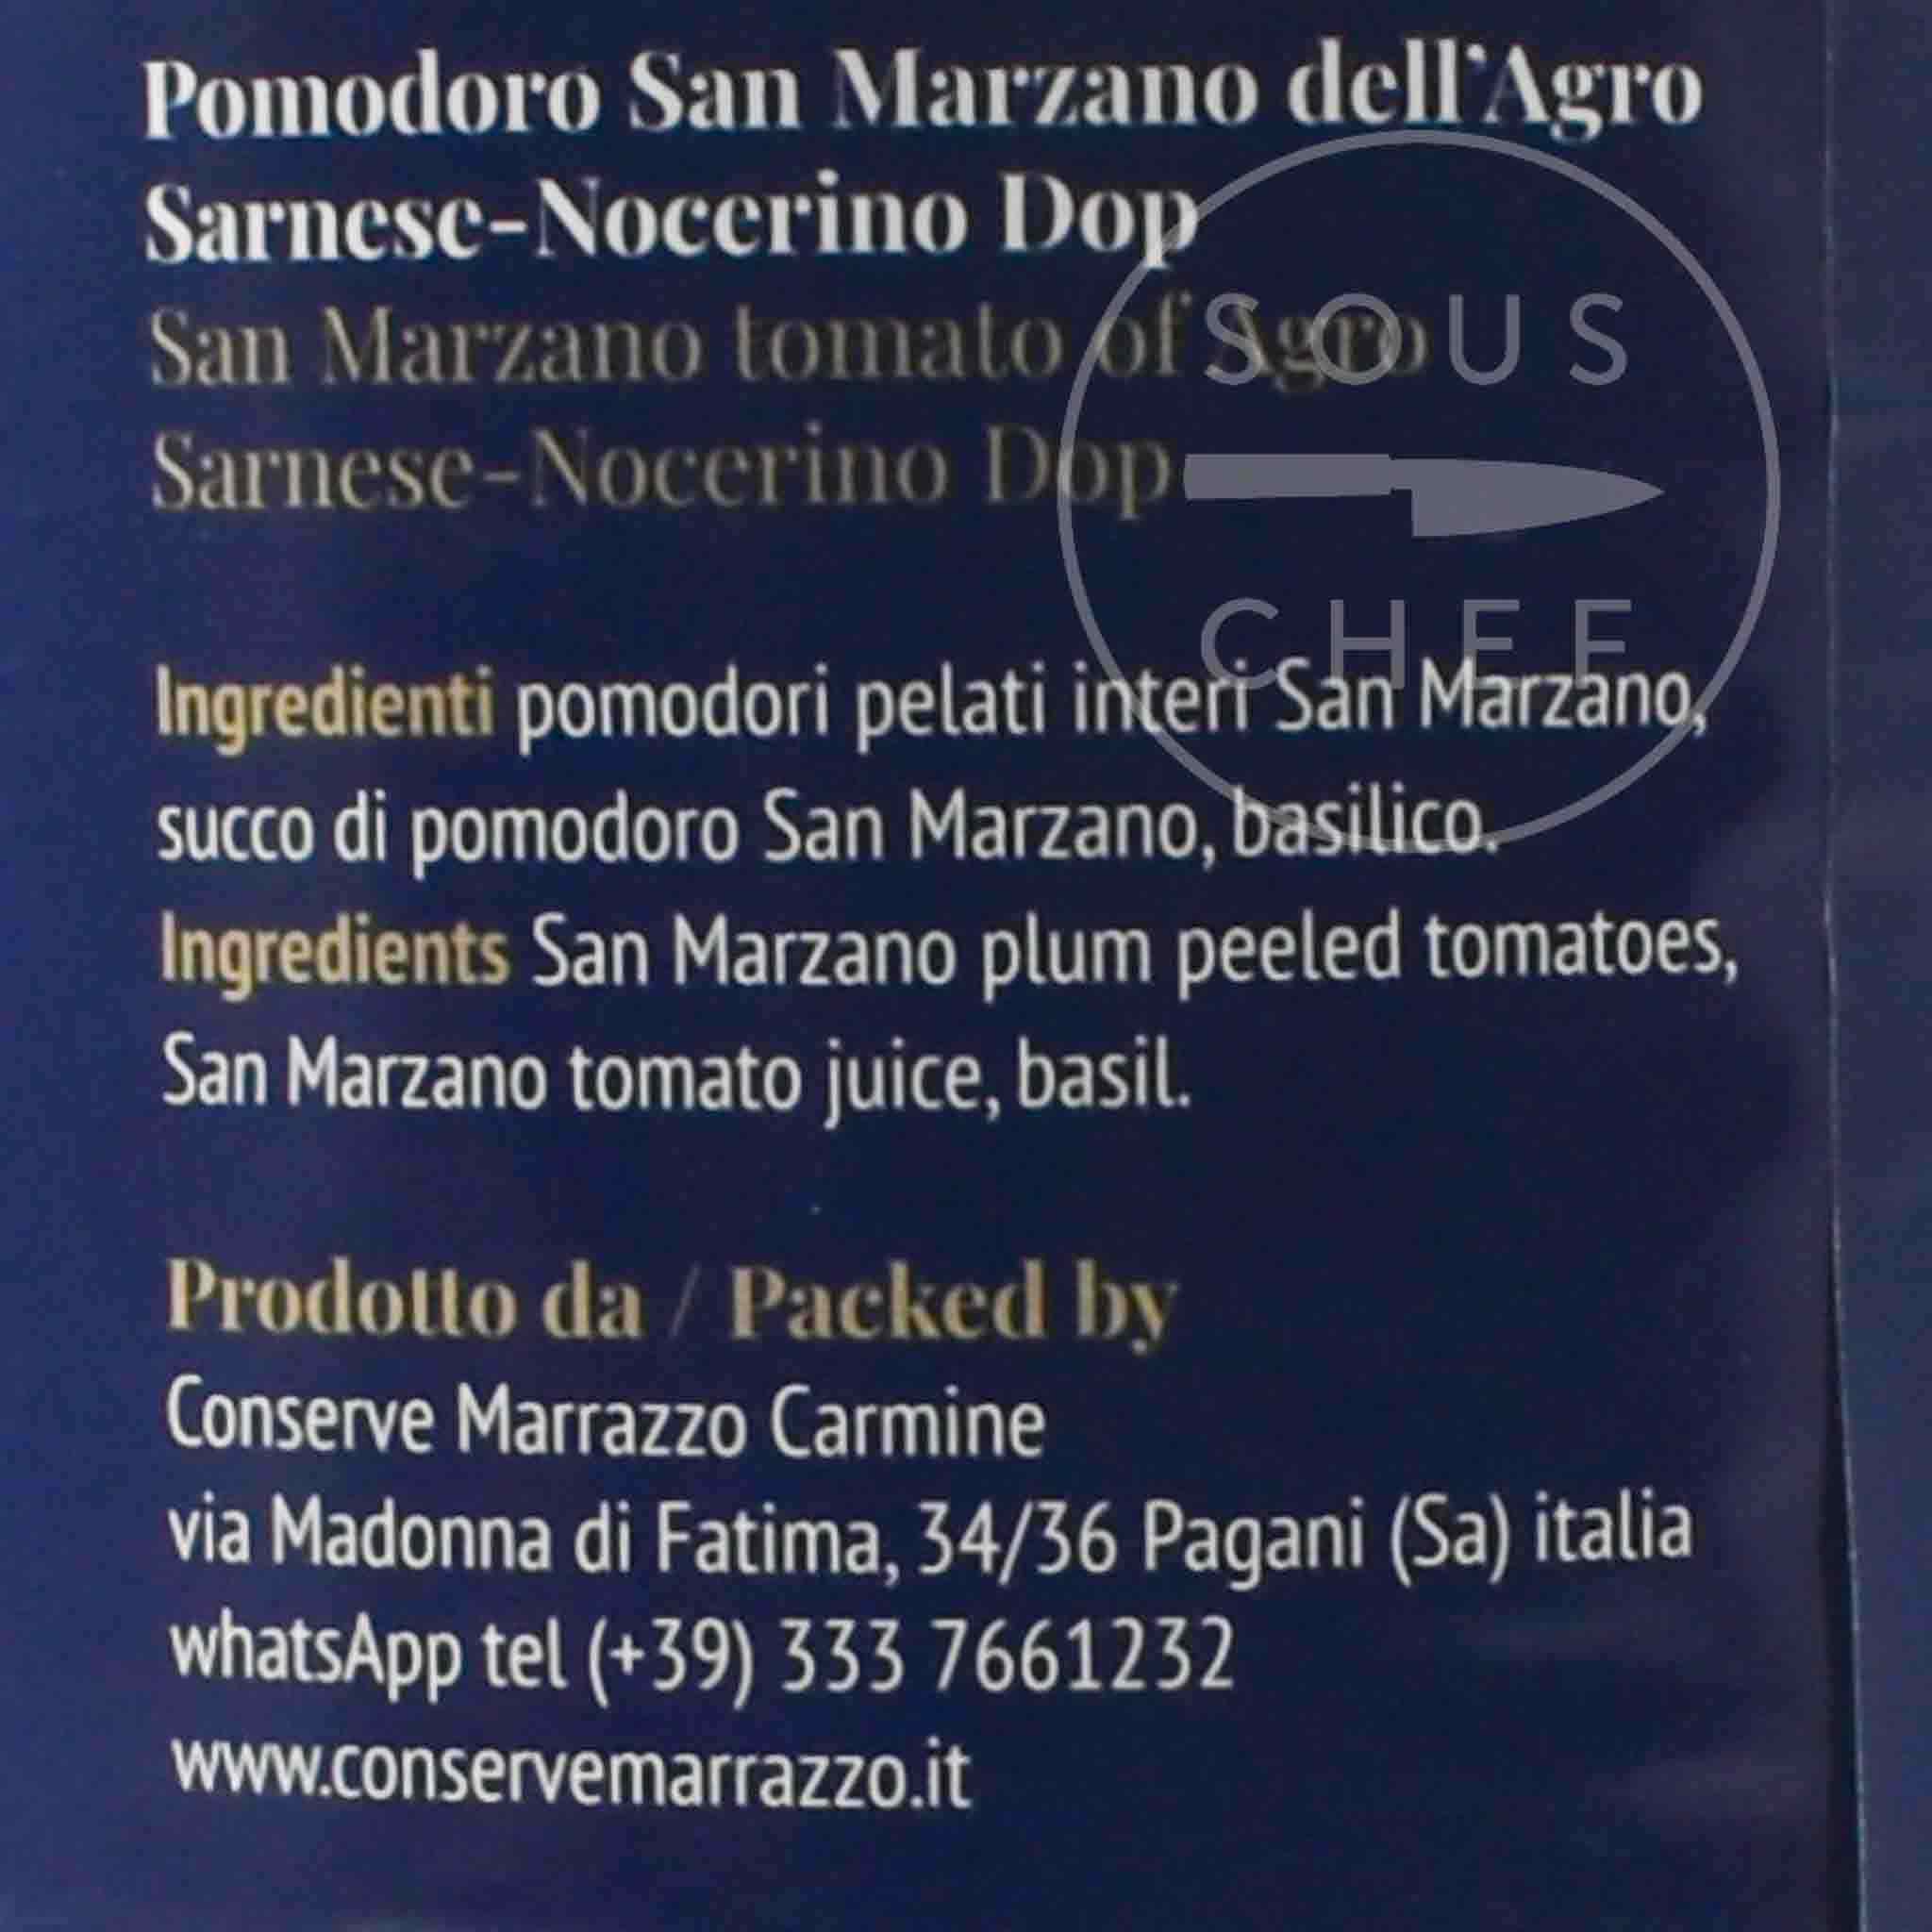 Pomodoro San Marzano dell'Agro
Sarnese-Nocerino Dop
San Marzano tomato of Agro
Sarnese-Nocerino Dop
SOUS
CHEF
Ingredienti pomodori pelati interi San Marzano,
succo di pomodoro San Marzano, basilico.
Ingredients San Marzano plum peeled tomatoes,
San Marzano tomato juice, basil.
Prodotto da / Packed by
Conserve Marrazzo Carmine
via Madonna di Fatima, 34/36 Pagani (Sa) italia
whatsApp tel (+39) 333 7661232
www.conservemarrazzo.it